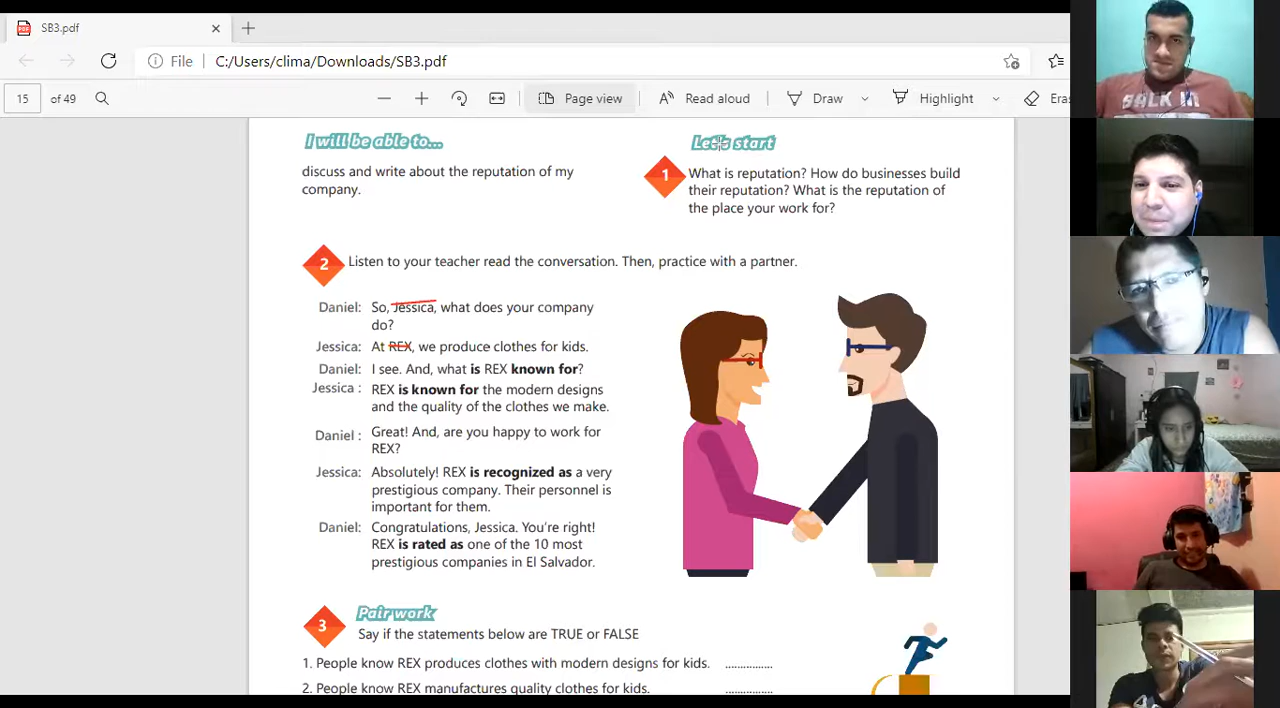 SB3.pdf
File C:/Users/clima/Downloads/SB3.pdf
15 of 49 Page view Read aloud Draw Highlight Eras
I will be able to...
discuss and write about the reputation of my
company.
Let's start
1 What is reputation? How do businesses build
their reputation? What is the reputation of
the place your work for?
2 Listen to your teacher read the conversation. Then, practice with a partner.
Daniel: So, Jessica, what does your company
do?
Jessica: At REX, we produce clothes for kids.
Daniel: I see. And, what is REX known for?
Jessica : REX is known for the modern designs
and the quality of the clothes we make.
Daniel : Great! And, are you happy to work for
REX?
Jessica: Absolutely! REX is recognized as a very
prestigious company. Their personnel is
important for them.
Daniel: Congratulations, Jessica. You're right!
REX is rated as one of the 10 most
prestigious companies in El Salvador.
3 Pair work
Say if the statements below are TRUE or FALSE
1. People know REX produces clothes with modern designs for kids. ................
2. People know REX manufactures quality clothes for kids. ................